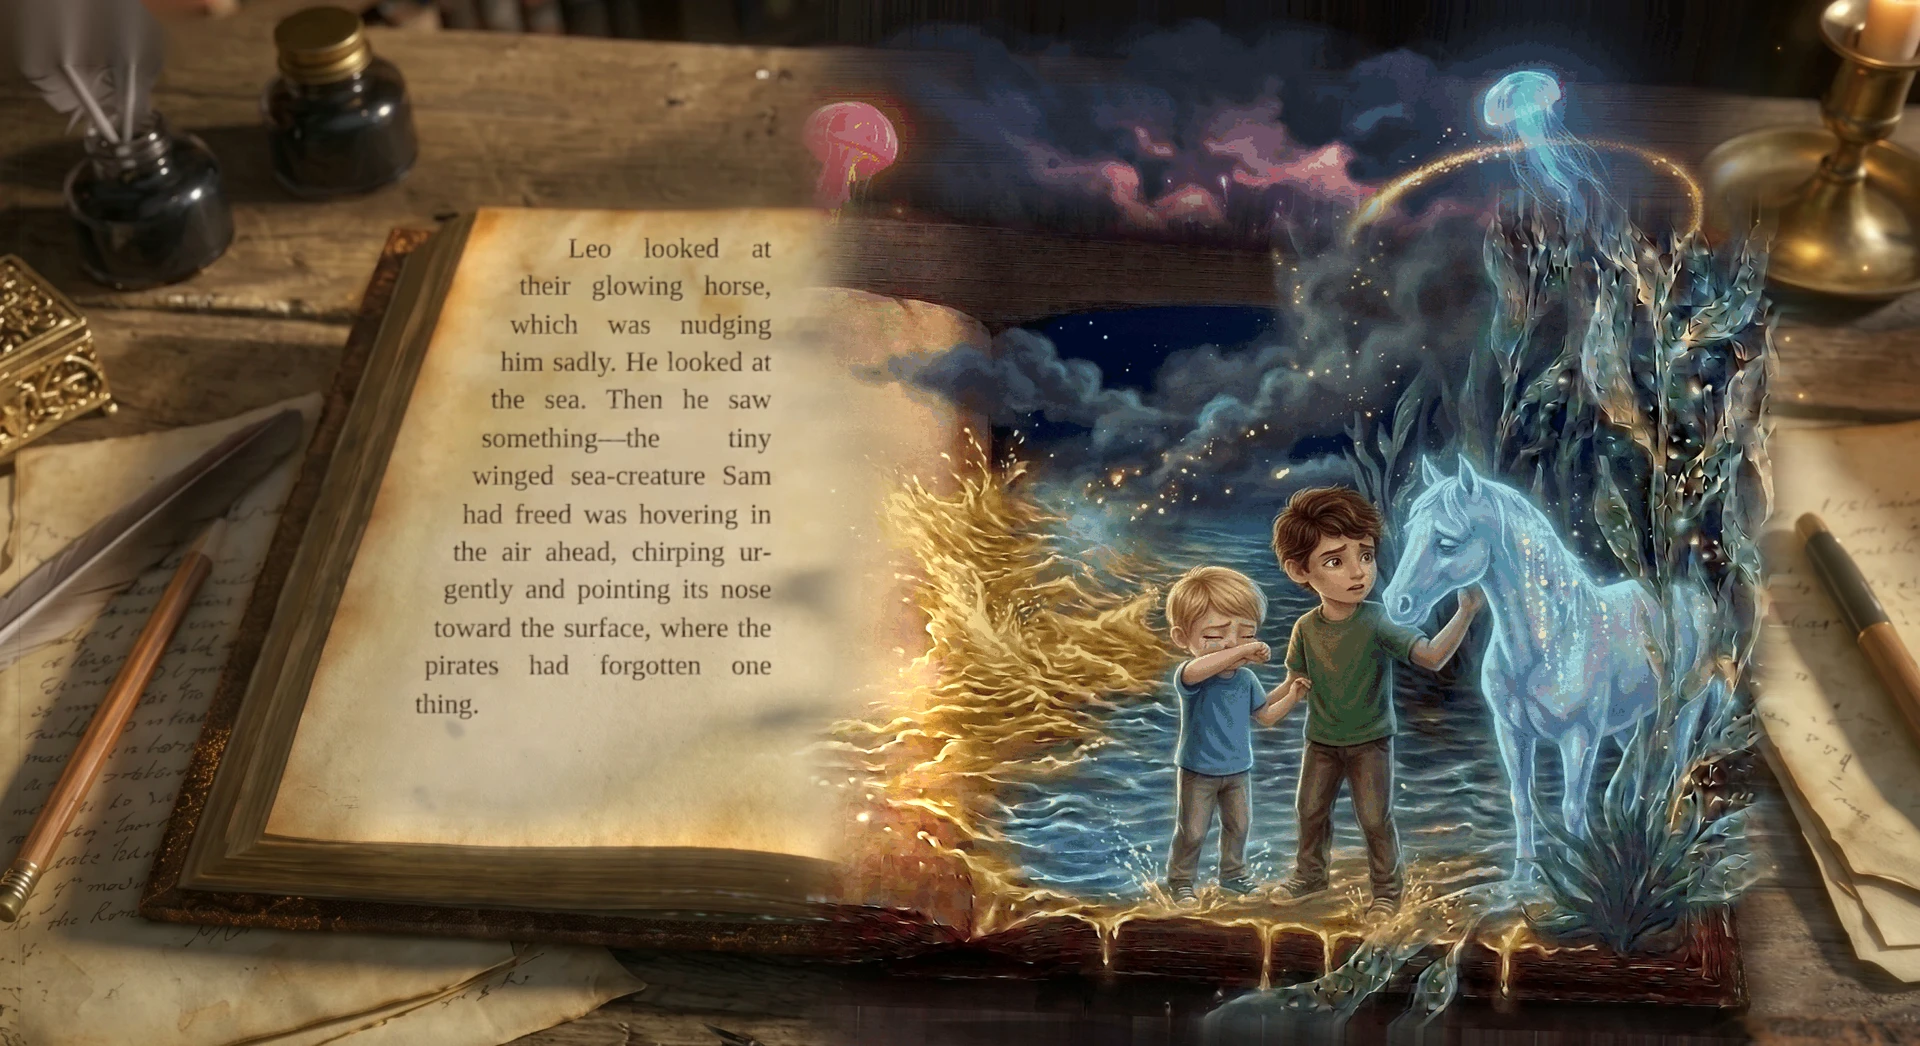 Leo looked at
their glowing horse,
which was nudging
him sadly. He looked at
the sea. Then he saw
something—the tiny
winged sea-creature Sam
had freed was hovering in
the air ahead, chirping ur-
gently and pointing its nose
toward the surface, where the
pirates had forgotten one
thing.